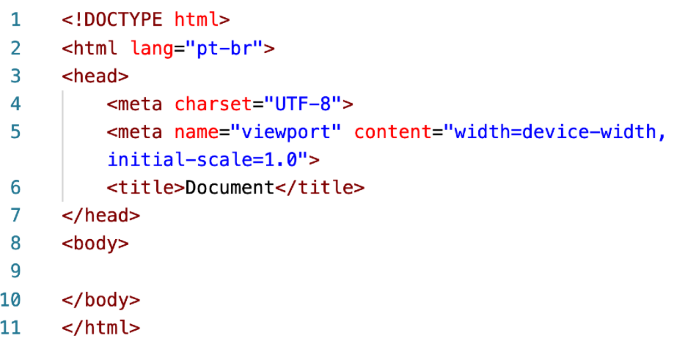 1 <!DOCTYPE html>
2 <html lang="pt-br">
3 <head>
4 <meta charset="UTF-8">
5 <meta name="viewport" content="width=device-width,
initial-scale=1.0">
6 <title>Document</title>
7 </head>
8 <body>
9
10 </body>
11 </html>